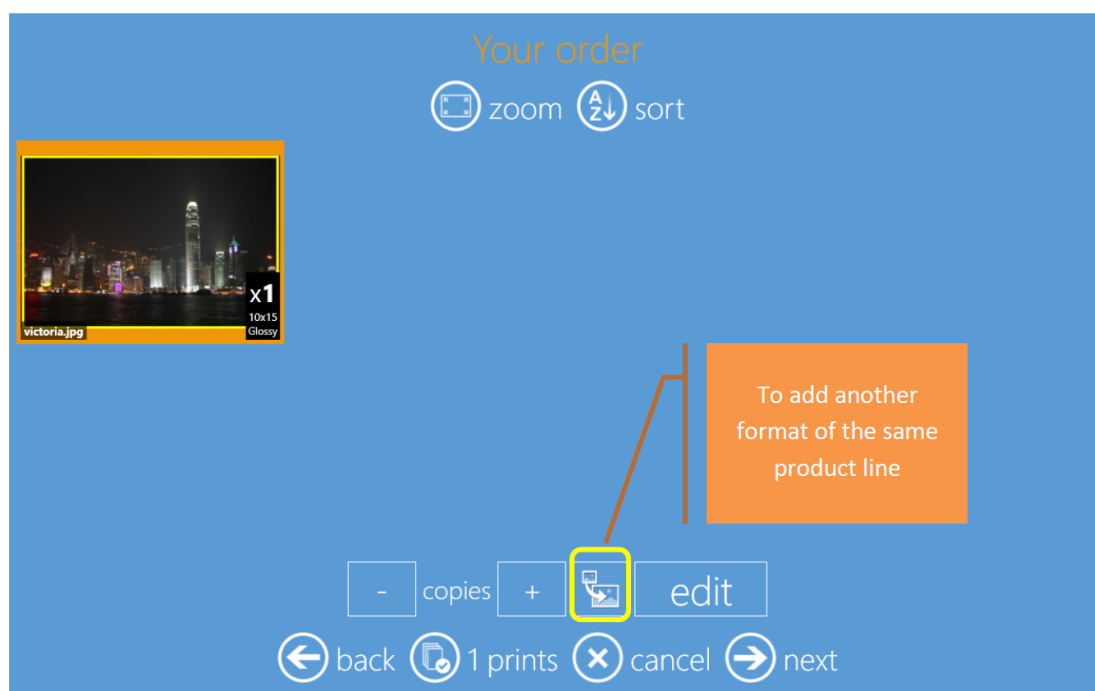 Your order
zoom sort
x1
10x15
victoria.jpg Glossy
To add another
format of the same
product line
- copies + edit
back 1 prints cancel next